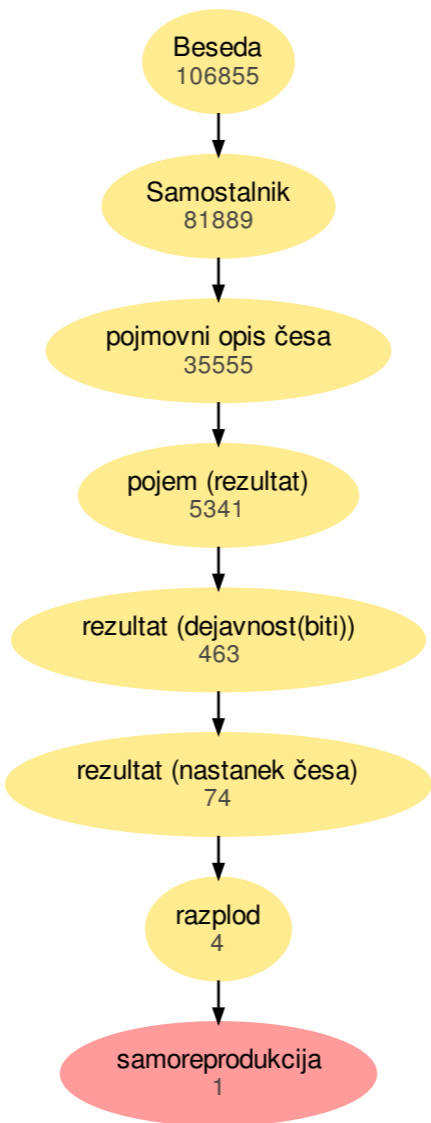 Beseda
106855
Samostalnik
81889
pojmovni opis česa
35555
pojem (rezultat)
5341
rezultat (dejavnost(biti))
463
rezultat (nastanek česa)
74
razplod
4
samoreprodukcija
1